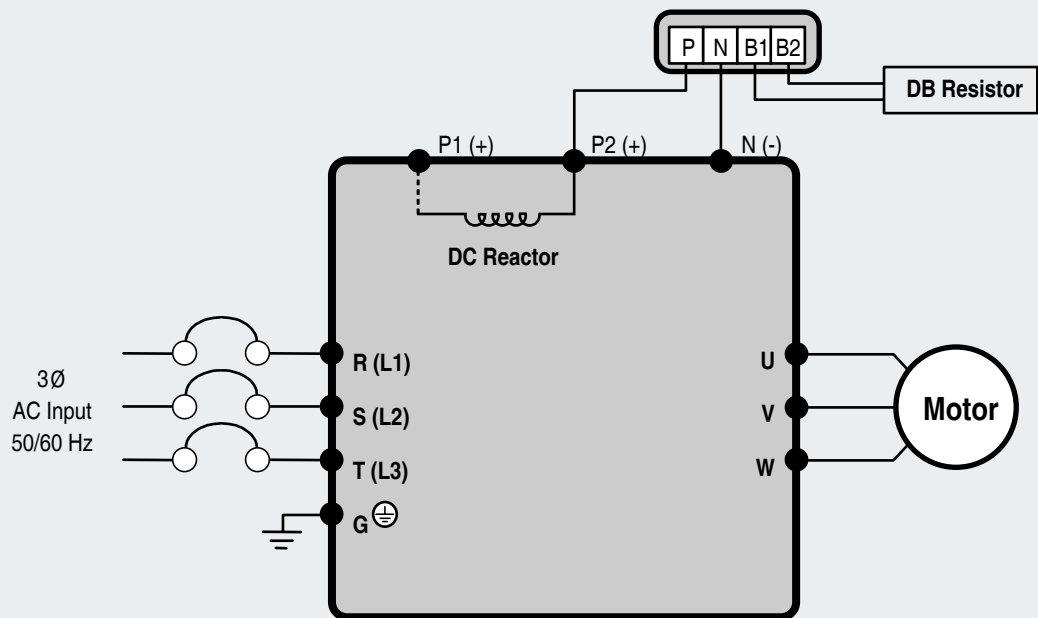 P N B1 B2
DB Resistor
P1 (+)
P2 (+)
N (-)
DC Reactor
R (L1)
S (L2)
T (L3)
G
3Ø
AC Input
50/60 Hz
U
V
W
Motor